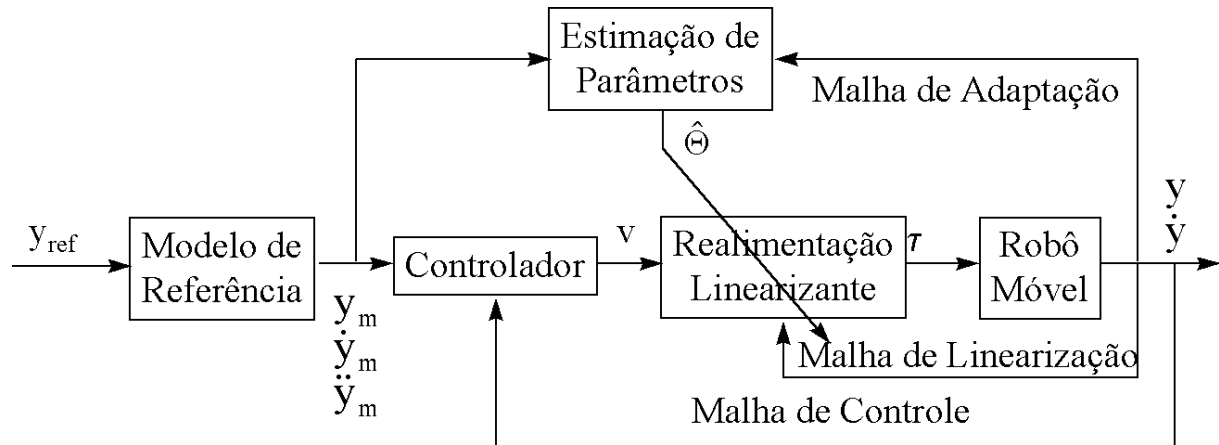 Estimação de
Parâmetros
Malha de Adaptação
Θ̂
y
ẏ
y_ref
Modelo de
Referência
y_m
ẏ_m
ÿ_m
Controlador
v
Realimentação
Linearizante
τ
Robô
Móvel
Malha de Linearização
Malha de Controle